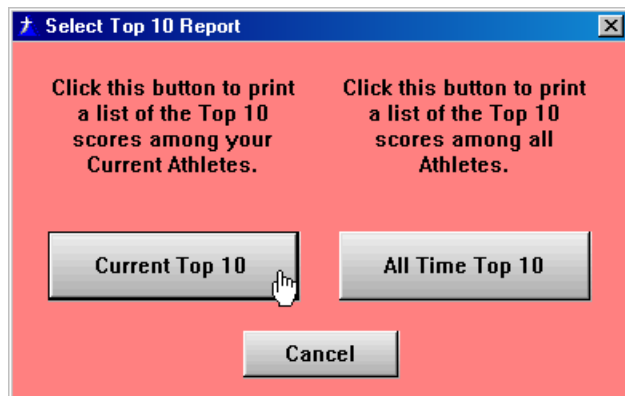 Select Top 10 Report
Click this button to print
a list of the Top 10
scores among your
Current Athletes.
Click this button to print
a list of the Top 10
scores among all
Athletes.
Current Top 10
All Time Top 10
Cancel